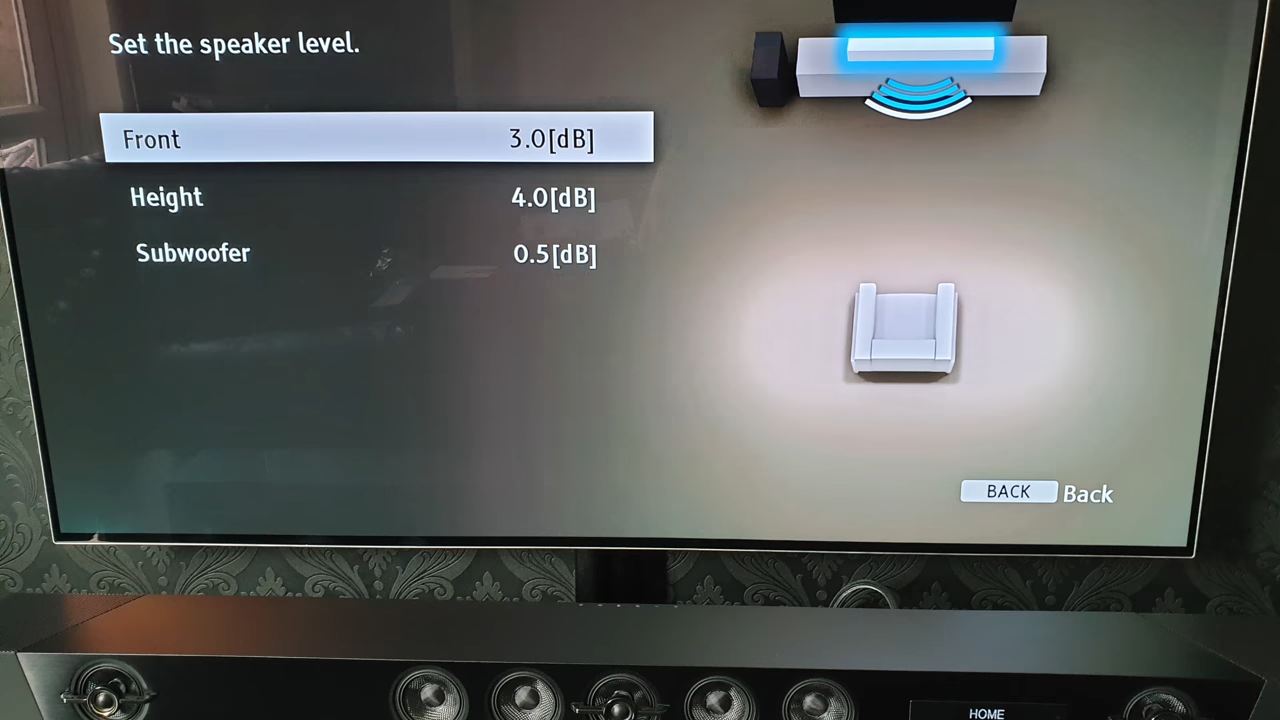 Set the speaker level.
Front 3.0[dB]
Height 4.0[dB]
Subwoofer 0.5[dB]
BACK Back
HOME